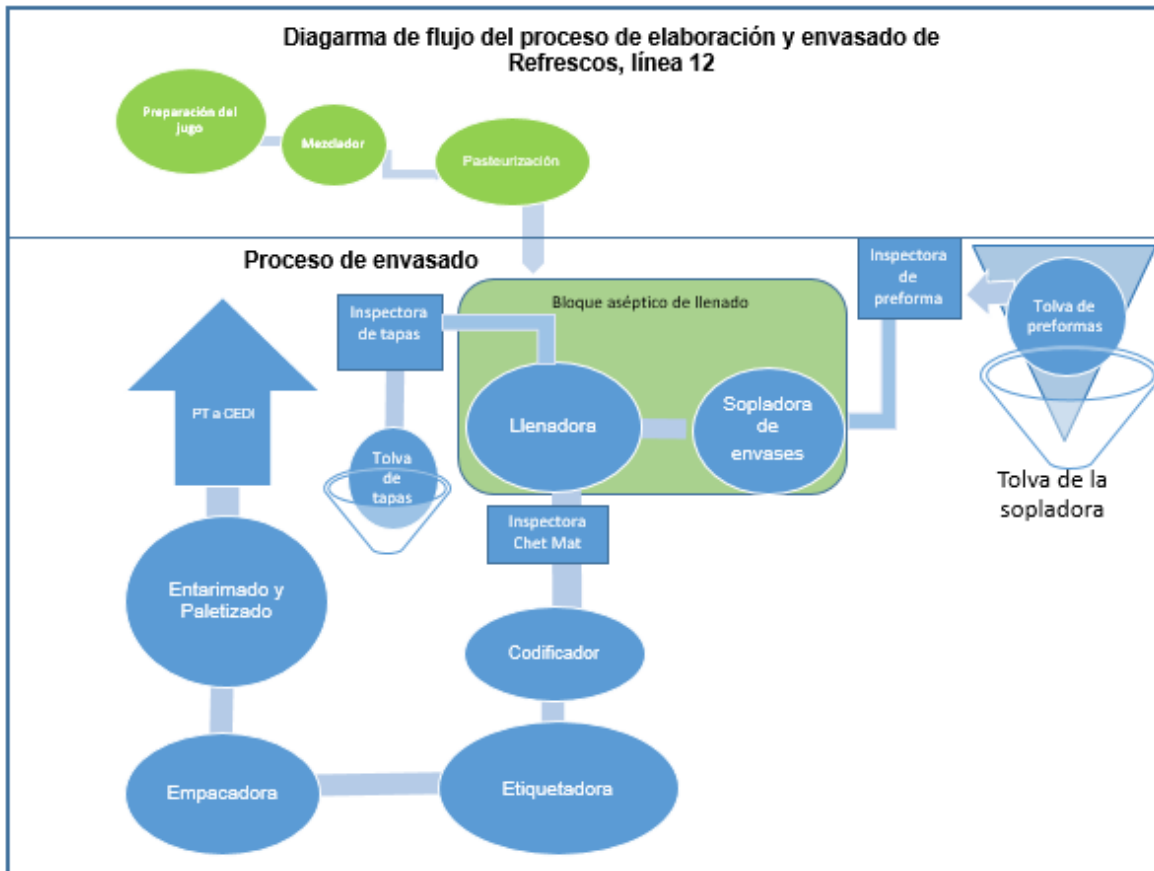 Diagarma de flujo del proceso de elaboración y envasado de
Refrescos, línea 12
Preparación del
jugo
Mezclador
Pasteurización
Proceso de envasado
Inspectora
de
preforma
Tolva de
preformas
Bloque aséptico de llenado
Inspectora
de tapas
PT a CEDI
Llenadora
Sopladora
de
envases
Tolva
de
tapas
Tolva de la
sopladora
Inspectora
Chet Mat
Entarimado y
Paletizado
Codificador
Empacadora
Etiquetadora